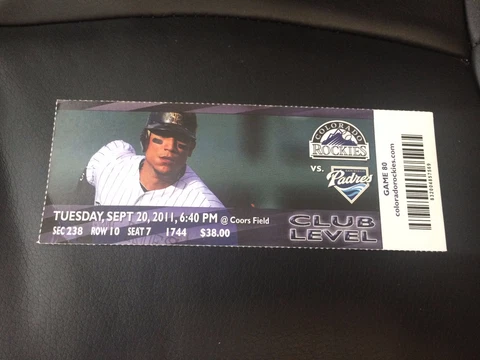 COLORADO
ROCKIES
VS.
Padres
TUESDAY, SEPT 20, 2011, 6:40 PM @ Coors Field
SEC 238 ROW 10 SEAT 7 1744 $38.00
CLUB
LEVEL
GAME 80
coloradorockies.com